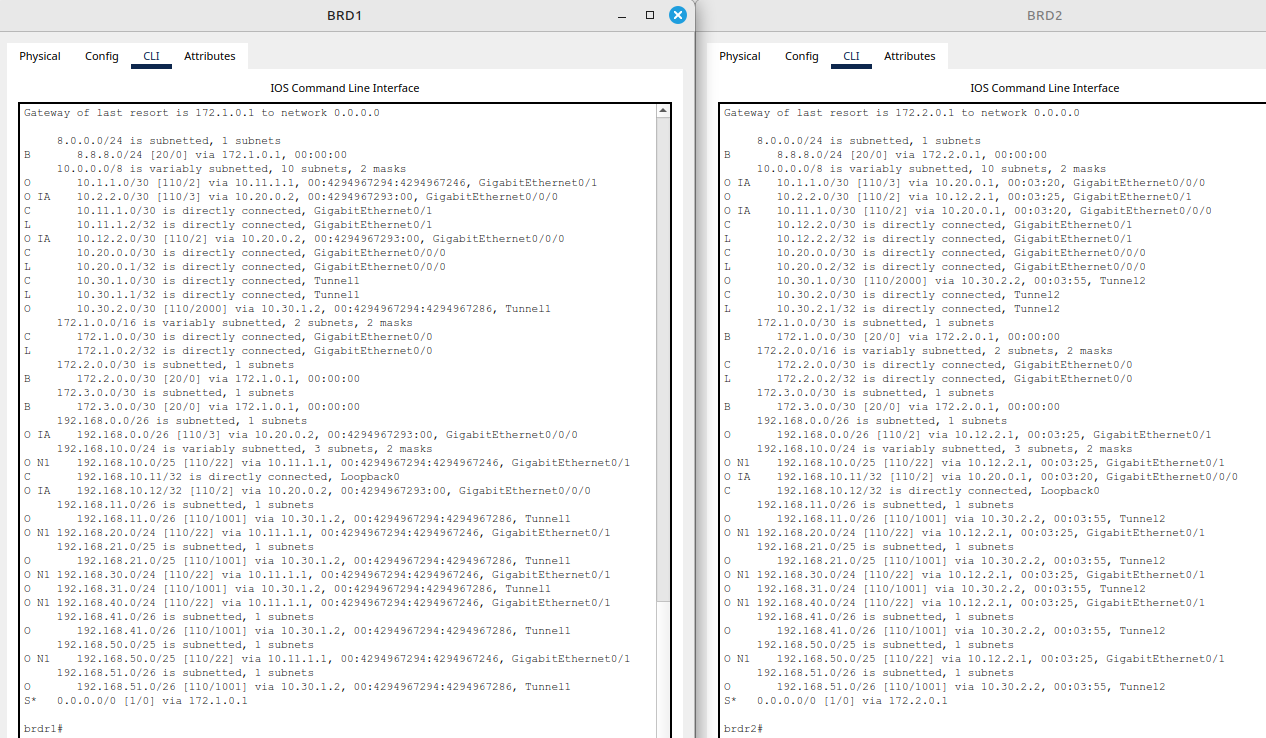 BRD1
Physical Config CLI Attributes
IOS Command Line Interface
Gateway of last resort is 172.1.0.1 to network 0.0.0.0
8.0.0.0/24 is subnetted, 1 subnets
B 8.8.8.0/24 [20/0] via 172.1.0.1, 00:00:00
10.0.0.0/8 is variably subnetted, 10 subnets, 2 masks
O 10.1.1.0/30 [110/2] via 10.11.1.1, 00:4294967294:4294967246, GigabitEthernet0/1
O IA 10.2.2.0/30 [110/3] via 10.20.0.2, 00:4294967293:00, GigabitEthernet0/0/0
C 10.11.1.0/30 is directly connected, GigabitEthernet0/1
L 10.11.1.2/32 is directly connected, GigabitEthernet0/1
O IA 10.12.2.0/30 [110/2] via 10.20.0.2, 00:4294967293:00, GigabitEthernet0/0/0
C 10.20.0.0/30 is directly connected, GigabitEthernet0/0/0
L 10.20.0.1/32 is directly connected, GigabitEthernet0/0/0
C 10.30.1.0/30 is directly connected, Tunnel1
L 10.30.1.1/32 is directly connected, Tunnel1
O 10.30.2.0/30 [110/2000] via 10.30.1.2, 00:4294967294:4294967286, Tunnel1
172.1.0.0/16 is variably subnetted, 2 subnets, 2 masks
C 172.1.0.0/30 is directly connected, GigabitEthernet0/0
L 172.1.0.2/32 is directly connected, GigabitEthernet0/0
172.2.0.0/30 is subnetted, 1 subnets
B 172.2.0.0/30 [20/0] via 172.1.0.1, 00:00:00
172.3.0.0/30 is subnetted, 1 subnets
B 172.3.0.0/30 [20/0] via 172.1.0.1, 00:00:00
192.168.0.0/26 is subnetted, 1 subnets
O IA 192.168.0.0/26 [110/3] via 10.20.0.2, 00:4294967293:00, GigabitEthernet0/0/0
192.168.10.0/24 is variably subnetted, 3 subnets, 2 masks
O N1 192.168.10.0/25 [110/22] via 10.11.1.1, 00:4294967294:4294967246, GigabitEthernet0/1
C 192.168.10.11/32 is directly connected, Loopback0
O IA 192.168.10.12/32 [110/2] via 10.20.0.2, 00:4294967293:00, GigabitEthernet0/0/0
192.168.11.0/26 is subnetted, 1 subnets
O 192.168.11.0/26 [110/1001] via 10.30.1.2, 00:4294967294:4294967286, Tunnel1
O N1 192.168.20.0/24 [110/22] via 10.11.1.1, 00:4294967294:4294967246, GigabitEthernet0/1
192.168.21.0/25 is subnetted, 1 subnets
O 192.168.21.0/25 [110/1001] via 10.30.1.2, 00:4294967294:4294967286, Tunnel1
O N1 192.168.30.0/24 [110/22] via 10.11.1.1, 00:4294967294:4294967246, GigabitEthernet0/1
O 192.168.31.0/24 [110/1001] via 10.30.1.2, 00:4294967294:4294967286, Tunnel1
O N1 192.168.40.0/24 [110/22] via 10.11.1.1, 00:4294967294:4294967246, GigabitEthernet0/1
192.168.41.0/26 is subnetted, 1 subnets
O 192.168.41.0/26 [110/1001] via 10.30.1.2, 00:4294967294:4294967286, Tunnel1
192.168.50.0/25 is subnetted, 1 subnets
O N1 192.168.50.0/25 [110/22] via 10.11.1.1, 00:4294967294:4294967246, GigabitEthernet0/1
192.168.51.0/26 is subnetted, 1 subnets
O 192.168.51.0/26 [110/1001] via 10.30.1.2, 00:4294967294:4294967286, Tunnel1
S* 0.0.0.0/0 [1/0] via 172.1.0.1
brdr1#
BRD2
Physical Config CLI Attributes
IOS Command Line Interface
Gateway of last resort is 172.2.0.1 to network 0.0.0.0
8.0.0.0/24 is subnetted, 1 subnets
B 8.8.8.0/24 [20/0] via 172.2.0.1, 00:00:00
10.0.0.0/8 is variably subnetted, 10 subnets, 2 masks
O IA 10.1.1.0/30 [110/3] via 10.20.0.1, 00:03:20, GigabitEthernet0/0/0
O 10.2.2.0/30 [110/2] via 10.12.2.1, 00:03:25, GigabitEthernet0/1
O IA 10.11.1.0/30 [110/2] via 10.20.0.1, 00:03:20, GigabitEthernet0/0/0
C 10.12.2.0/30 is directly connected, GigabitEthernet0/1
L 10.12.2.2/32 is directly connected, GigabitEthernet0/1
C 10.20.0.0/30 is directly connected, GigabitEthernet0/0/0
L 10.20.0.2/32 is directly connected, GigabitEthernet0/0/0
O 10.30.1.0/30 [110/2000] via 10.30.2.2, 00:03:55, Tunnel2
C 10.30.2.0/30 is directly connected, Tunnel2
L 10.30.2.1/32 is directly connected, Tunnel2
172.1.0.0/30 is subnetted, 1 subnets
B 172.1.0.0/30 [20/0] via 172.2.0.1, 00:00:00
172.2.0.0/16 is variably subnetted, 2 subnets, 2 masks
C 172.2.0.0/30 is directly connected, GigabitEthernet0/0
L 172.2.0.2/32 is directly connected, GigabitEthernet0/0
172.3.0.0/30 is subnetted, 1 subnets
B 172.3.0.0/30 [20/0] via 172.2.0.1, 00:00:00
192.168.0.0/26 is subnetted, 1 subnets
O 192.168.0.0/26 [110/2] via 10.12.2.1, 00:03:25, GigabitEthernet0/1
192.168.10.0/24 is variably subnetted, 3 subnets, 2 masks
O N1 192.168.10.0/25 [110/22] via 10.12.2.1, 00:03:25, GigabitEthernet0/1
O IA 192.168.10.11/32 [110/2] via 10.20.0.1, 00:03:20, GigabitEthernet0/0/0
C 192.168.10.12/32 is directly connected, Loopback0
192.168.11.0/26 is subnetted, 1 subnets
O 192.168.11.0/26 [110/1001] via 10.30.2.2, 00:03:55, Tunnel2
O N1 192.168.20.0/24 [110/22] via 10.12.2.1, 00:03:25, GigabitEthernet0/1
192.168.21.0/25 is subnetted, 1 subnets
O 192.168.21.0/25 [110/1001] via 10.30.2.2, 00:03:55, Tunnel2
O N1 192.168.30.0/24 [110/22] via 10.12.2.1, 00:03:25, GigabitEthernet0/1
O 192.168.31.0/24 [110/1001] via 10.30.2.2, 00:03:55, Tunnel2
O N1 192.168.40.0/24 [110/22] via 10.12.2.1, 00:03:25, GigabitEthernet0/1
192.168.41.0/26 is subnetted, 1 subnets
O 192.168.41.0/26 [110/1001] via 10.30.2.2, 00:03:55, Tunnel2
192.168.50.0/25 is subnetted, 1 subnets
O N1 192.168.50.0/25 [110/22] via 10.12.2.1, 00:03:25, GigabitEthernet0/1
192.168.51.0/26 is subnetted, 1 subnets
O 192.168.51.0/26 [110/1001] via 10.30.2.2, 00:03:55, Tunnel2
S* 0.0.0.0/0 [1/0] via 172.2.0.1
brdr2#